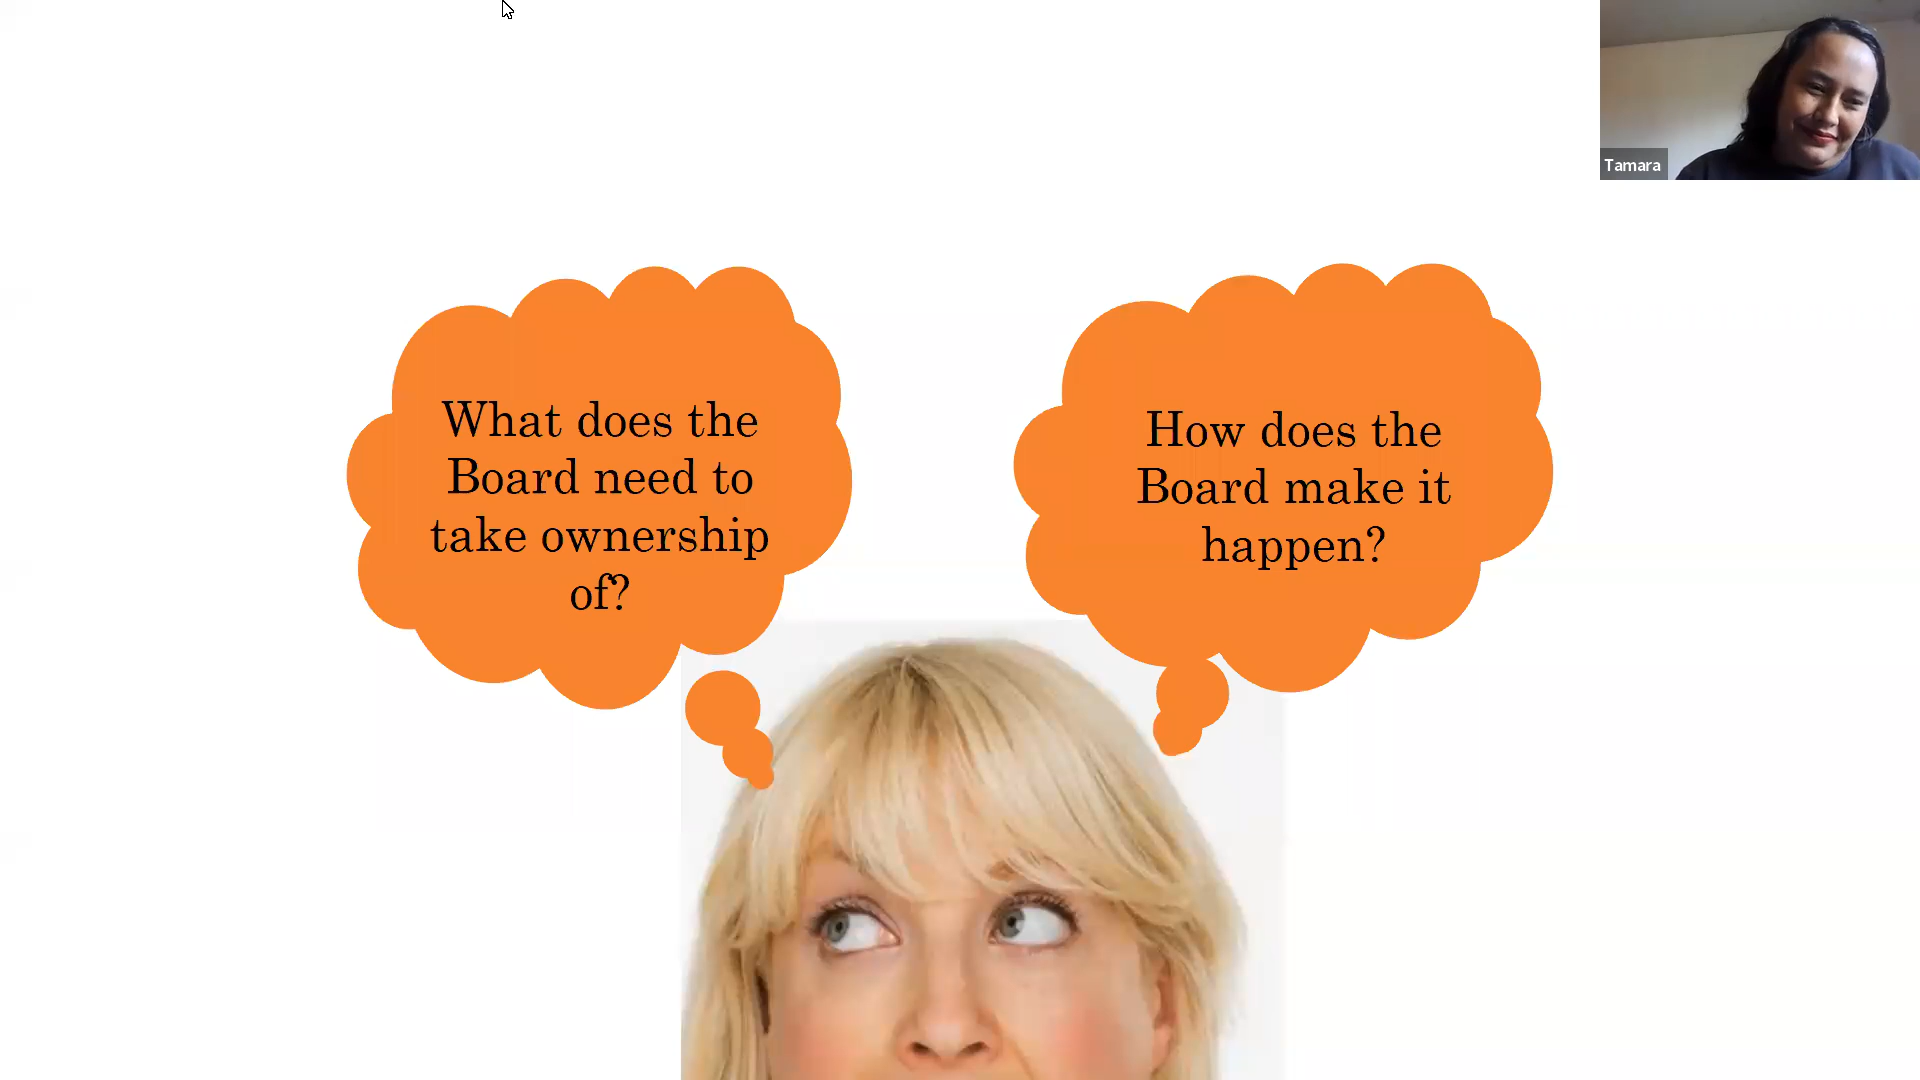 What does the
Board need to
take ownership
of?
How does the
Board make it
happen?
Tamara